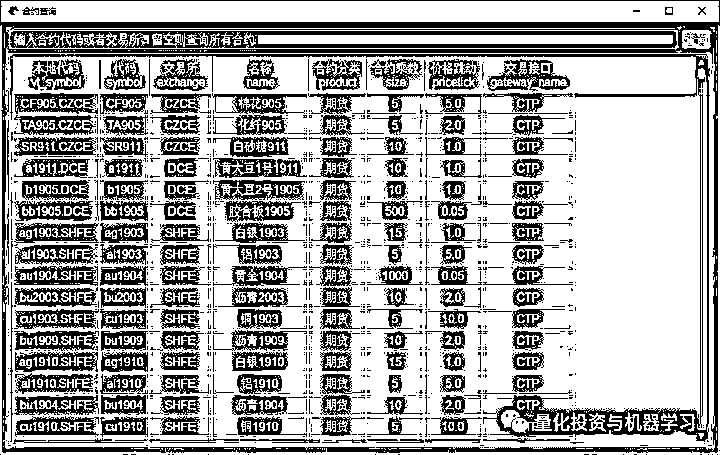 合约查询
输入合约代码或者交易所，留空则查询所有合约
本地代码 代码 交易所 名称 合约分类 合约乘数 价格跳动 交易接口
vt_symbol symbol exchange name product size pricetick gateway_name
CF905.CZCE CF905 CZCE 棉花905 期货 5 5.0 CTP
TA905.CZCE TA905 CZCE 化纤905 期货 5 2.0 CTP
SR911.CZCE SR911 CZCE 白砂糖911 期货 10 1.0 CTP
a1911.DCE a1911 DCE 黄大豆1号1911 期货 10 1.0 CTP
b1905.DCE b1905 DCE 黄大豆2号1905 期货 10 1.0 CTP
bb1905.DCE bb1905 DCE 胶合板1905 期货 500 0.05 CTP
ag1903.SHFE ag1903 SHFE 白银1903 期货 15 1.0 CTP
al1903.SHFE al1903 SHFE 铝1903 期货 5 5.0 CTP
au1904.SHFE au1904 SHFE 黄金1904 期货 1000 0.05 CTP
bu2003.SHFE bu2003 SHFE 沥青2003 期货 10 2.0 CTP
cu1903.SHFE cu1903 SHFE 铜1903 期货 5 10.0 CTP
bu1909.SHFE bu1909 SHFE 沥青1909 期货 10 2.0 CTP
ag1910.SHFE ag1910 SHFE 白银1910 期货 15 1.0 CTP
al1910.SHFE al1910 SHFE 铝1910 期货 5 5.0 CTP
bu1904.SHFE bu1904 SHFE 沥青1904 期货 10 2.0 CTP
cu1910.SHFE cu1910 SHFE 铜1910 期货 5 10.0 CTP
量化投资与机器学习